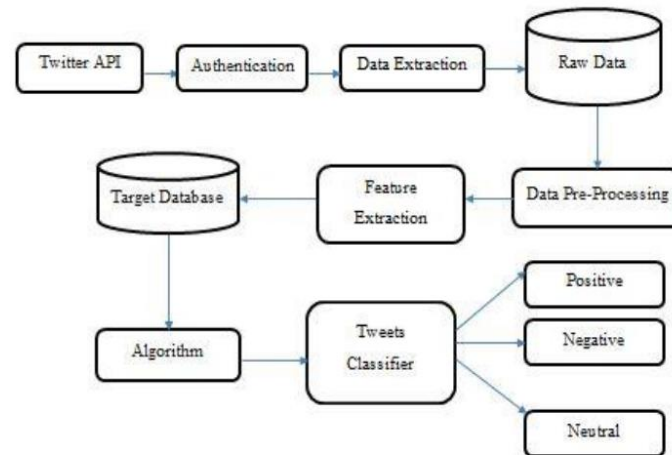 Twitter API
Authentication
Data Extraction
Raw Data
Target Database
Feature
Extraction
Data Pre-Processing
Algorithm
Tweets
Classifier
Positive
Negative
Neutral